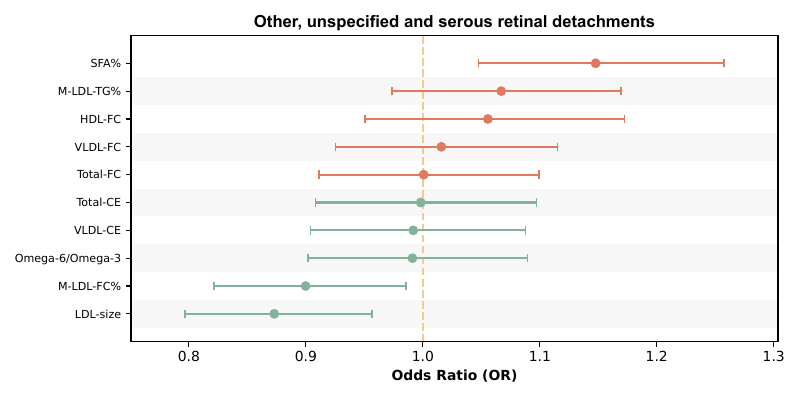 Other, unspecified and serous retinal detachments
SFA%
M-LDL-TG%
HDL-FC
VLDL-FC
Total-FC
Total-CE
VLDL-CE
Omega-6/Omega-3
M-LDL-FC%
LDL-size
0.8 0.9 1.0 1.1 1.2 1.3
Odds Ratio (OR)